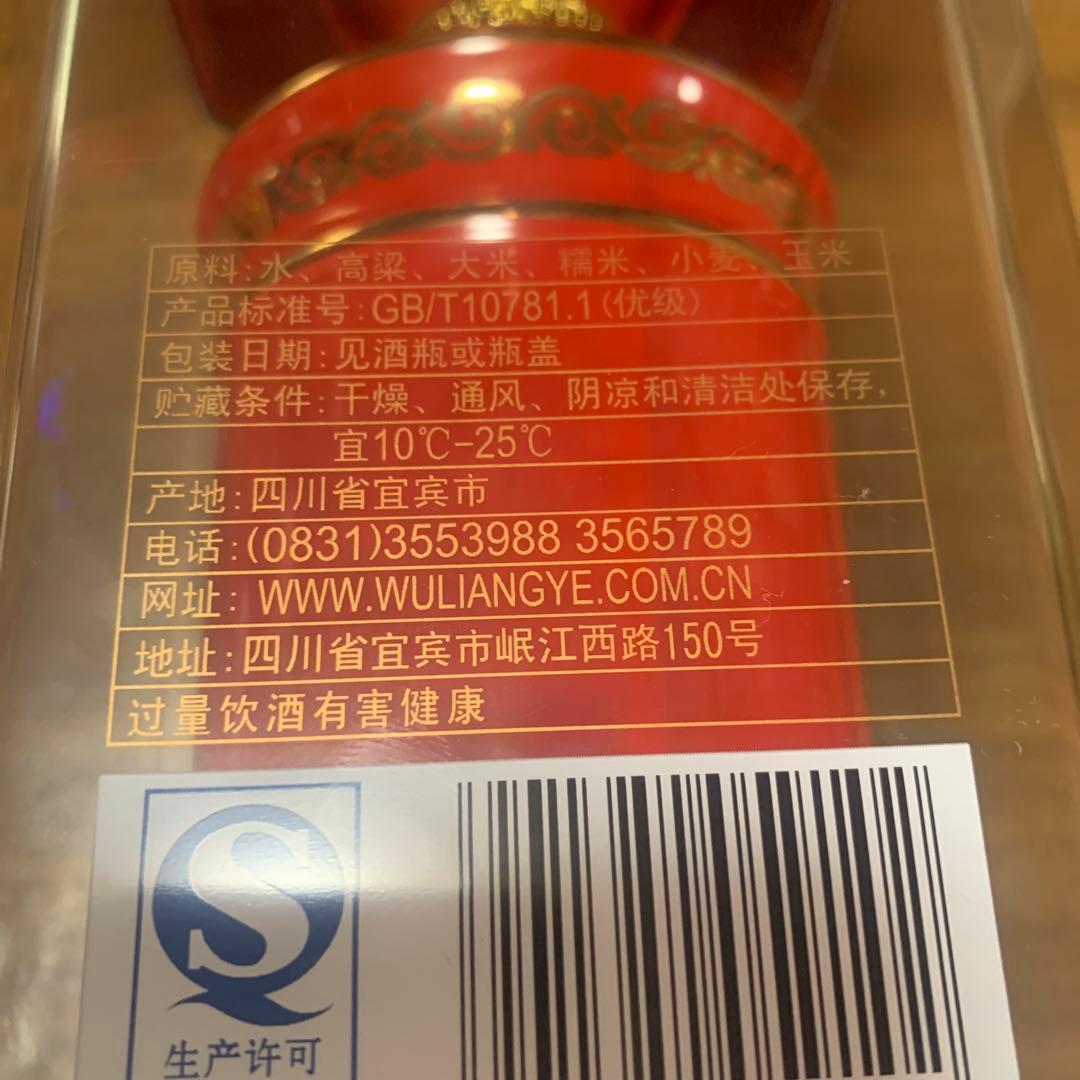 原料:水、高粱、大米、糯米、小麦、玉米
产品标准号:GB/T10781.1(优级)
包装日期:见酒瓶或瓶盖
贮藏条件:干燥、通风、阴凉和清洁处保存,
宜10℃-25℃
产地:四川省宜宾市
电话:(0831)3553988 3565789
网址: WWW.WULIANGYE.COM.CN
地址:四川省宜宾市岷江西路150号
过量饮酒有害健康
生产许可